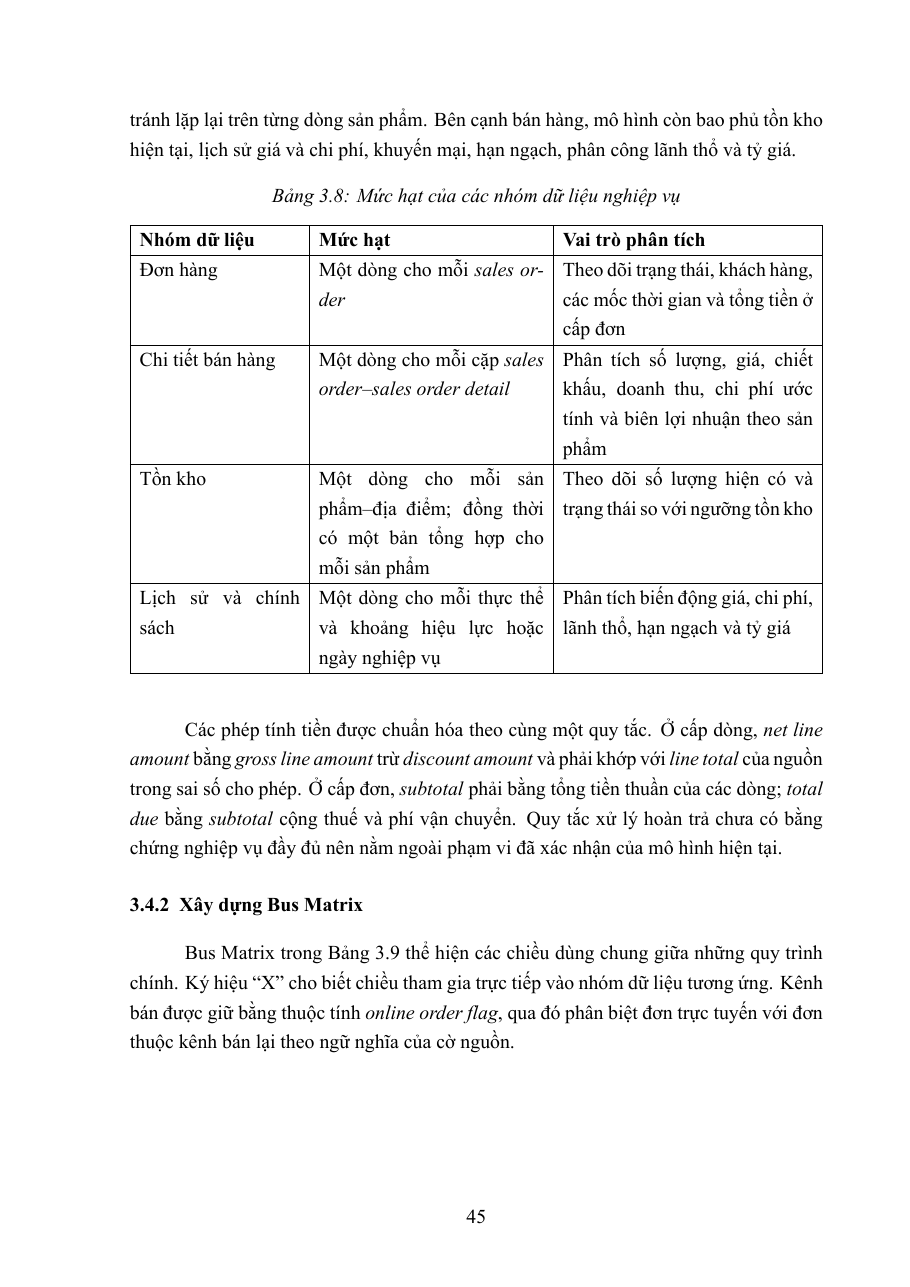 tránh lặp lại trên từng dòng sản phẩm. Bên cạnh bán hàng, mô hình còn bao phủ tồn kho
hiện tại, lịch sử giá và chi phí, khuyến mại, hạn ngạch, phân công lãnh thổ và tỷ giá.
Bảng 3.8: Mức hạt của các nhóm dữ liệu nghiệp vụ
Nhóm dữ liệu
Mức hạt
Vai trò phân tích
Đơn hàng
Một dòng cho mỗi sales or-
der
Theo dõi trạng thái, khách hàng,
các mốc thời gian và tổng tiền ở
cấp đơn
Chi tiết bán hàng
Một dòng cho mỗi cặp sales
order–sales order detail
Phân tích số lượng, giá, chiết
khấu, doanh thu, chi phí ước
tính và biên lợi nhuận theo sản
phẩm
Tồn kho
Một dòng cho mỗi sản
phẩm–địa điểm; đồng thời
có một bản tổng hợp cho
mỗi sản phẩm
Theo dõi số lượng hiện có và
trạng thái so với ngưỡng tồn kho
Lịch sử và chính
sách
Một dòng cho mỗi thực thể
và khoảng hiệu lực hoặc
ngày nghiệp vụ
Phân tích biến động giá, chi phí,
lãnh thổ, hạn ngạch và tỷ giá
Các phép tính tiền được chuẩn hóa theo cùng một quy tắc. Ở cấp dòng, net line
amount bằng gross line amount trừ discount amount và phải khớp với line total của nguồn
trong sai số cho phép. Ở cấp đơn, subtotal phải bằng tổng tiền thuần của các dòng; total
due bằng subtotal cộng thuế và phí vận chuyển. Quy tắc xử lý hoàn trả chưa có bằng
chứng nghiệp vụ đầy đủ nên nằm ngoài phạm vi đã xác nhận của mô hình hiện tại.
3.4.2 Xây dựng Bus Matrix
Bus Matrix trong Bảng 3.9 thể hiện các chiều dùng chung giữa những quy trình
chính. Ký hiệu “X” cho biết chiều tham gia trực tiếp vào nhóm dữ liệu tương ứng. Kênh
bán được giữ bằng thuộc tính online order flag, qua đó phân biệt đơn trực tuyến với đơn
thuộc kênh bán lại theo ngữ nghĩa của cờ nguồn.
45